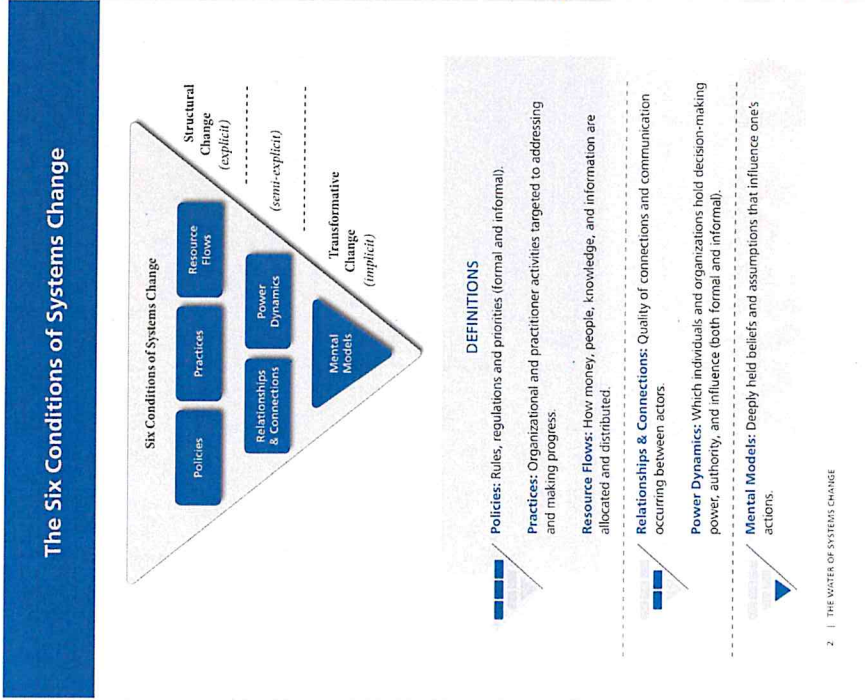 The Six Conditions of Systems Change
Six Conditions of Systems Change
Policies
Practices
Resource
Flows
Structural
Change
(explicit)
Relationships
& Connections
Power
Dynamics
(semi-explicit)
Mental
Models
Transformative
Change
(implicit)
DEFINITIONS
Policies: Rules, regulations and priorities (formal and informal).
Practices: Organizational and practitioner activities targeted to addressing
and making progress.
Resource Flows: How money, people, knowledge, and information are
allocated and distributed.
Relationships & Connections: Quality of connections and communication
occurring between actors.
Power Dynamics: Which individuals and organizations hold decision-making
power, authority, and influence (both formal and informal).
Mental Models: Deeply held beliefs and assumptions that influence one's
actions.
2 | THE WATER OF SYSTEMS CHANGE